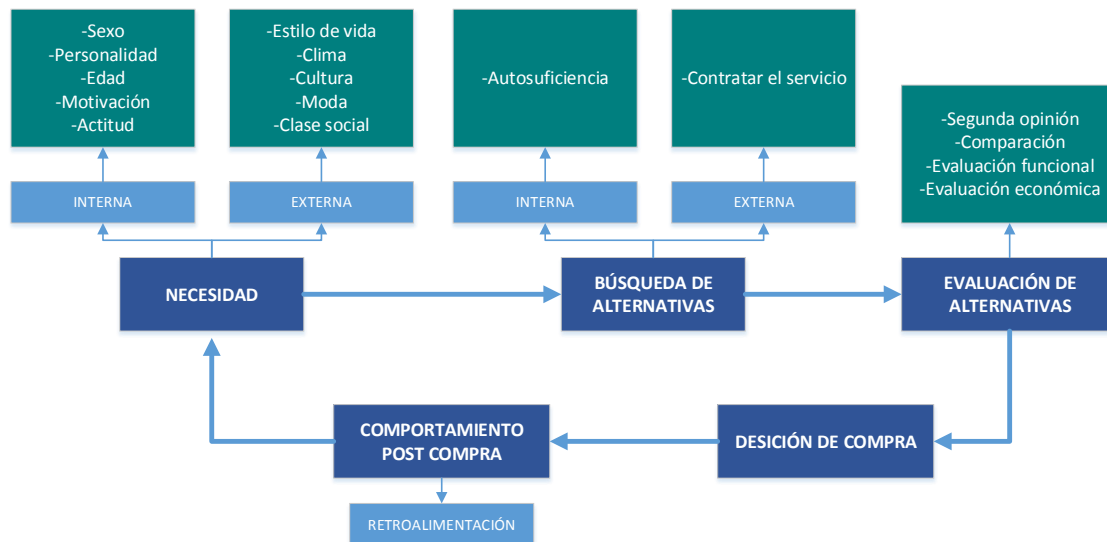 -Sexo
-Personalidad
-Edad
-Motivación
-Actitud
-Estilo de vida
-Clima
-Cultura
-Moda
-Clase social
-Autosuficiencia
-Contratar el servicio
-Segunda opinión
-Comparación
-Evaluación funcional
-Evaluación económica
INTERNA
EXTERNA
INTERNA
EXTERNA
NECESIDAD
BÚSQUEDA DE
ALTERNATIVAS
EVALUACIÓN DE
ALTERNATIVAS
COMPORTAMIENTO
POST COMPRA
DESICIÓN DE COMPRA
RETROALIMENTACIÓN